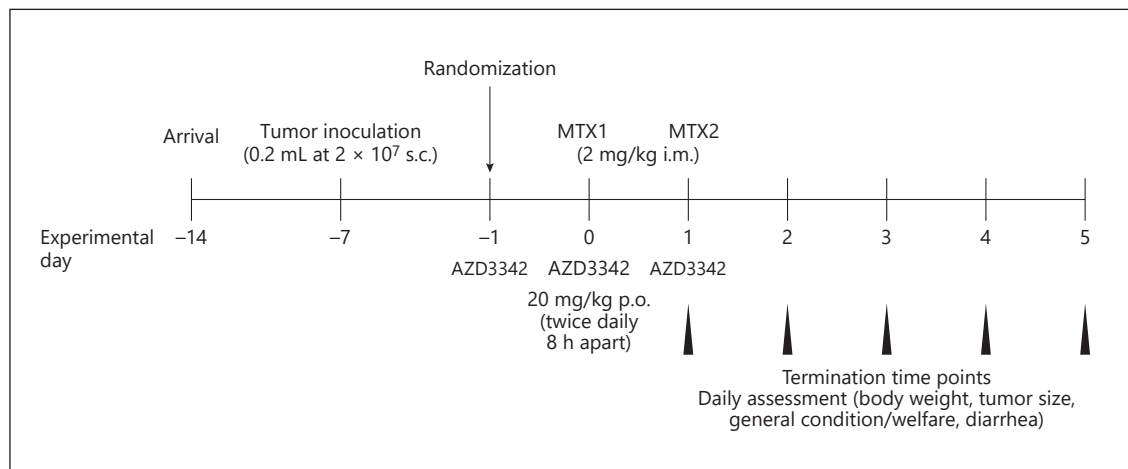 Randomization
Arrival
Tumor inoculation
(0.2 mL at 2 × 10⁷ s.c.)
MTX1 MTX2
(2 mg/kg i.m.)
Experimental
day
–14 –7 –1 0 1 2 3 4 5
AZD3342 AZD3342 AZD3342
20 mg/kg p.o.
(twice daily
8 h apart)
Termination time points
Daily assessment (body weight, tumor size,
general condition/welfare, diarrhea)